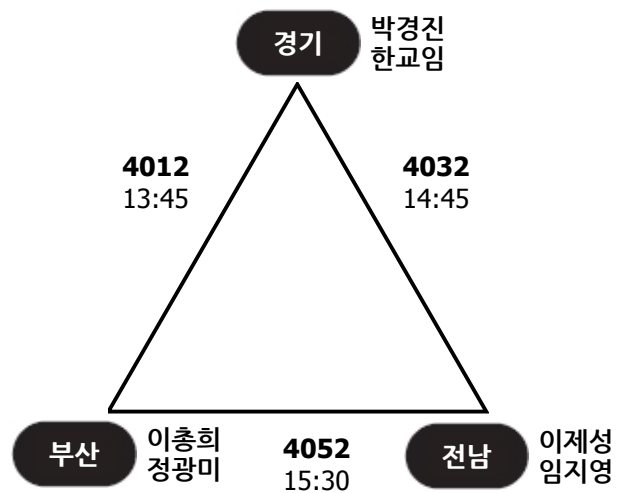 경기
박경진
한교임
4012
13:45
4032
14:45
부산
이총희
정광미
4052
15:30
전남
이제성
임지영